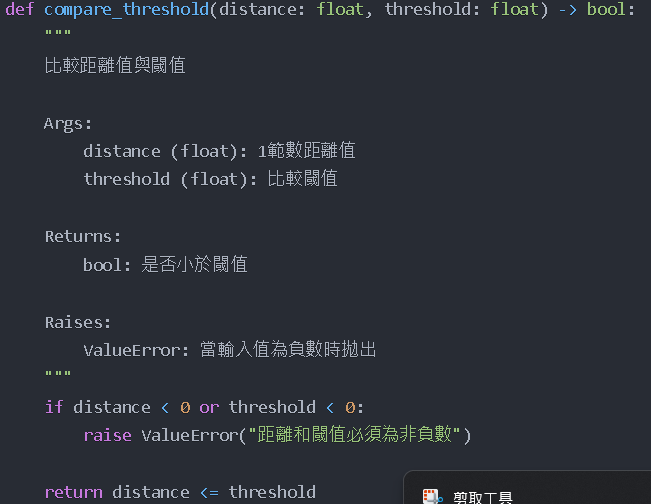 def compare_threshold(distance: float, threshold: float) -> bool:
"""
比較距離值與閾值
Args:
distance (float): 1範數距離值
threshold (float): 比較閾值
Returns:
bool: 是否小於閾值
Raises:
ValueError: 當輸入值為負數時拋出
"""
if distance < 0 or threshold < 0:
raise ValueError("距離和閾值必須為非負數")
return distance <= threshold
剪取工具